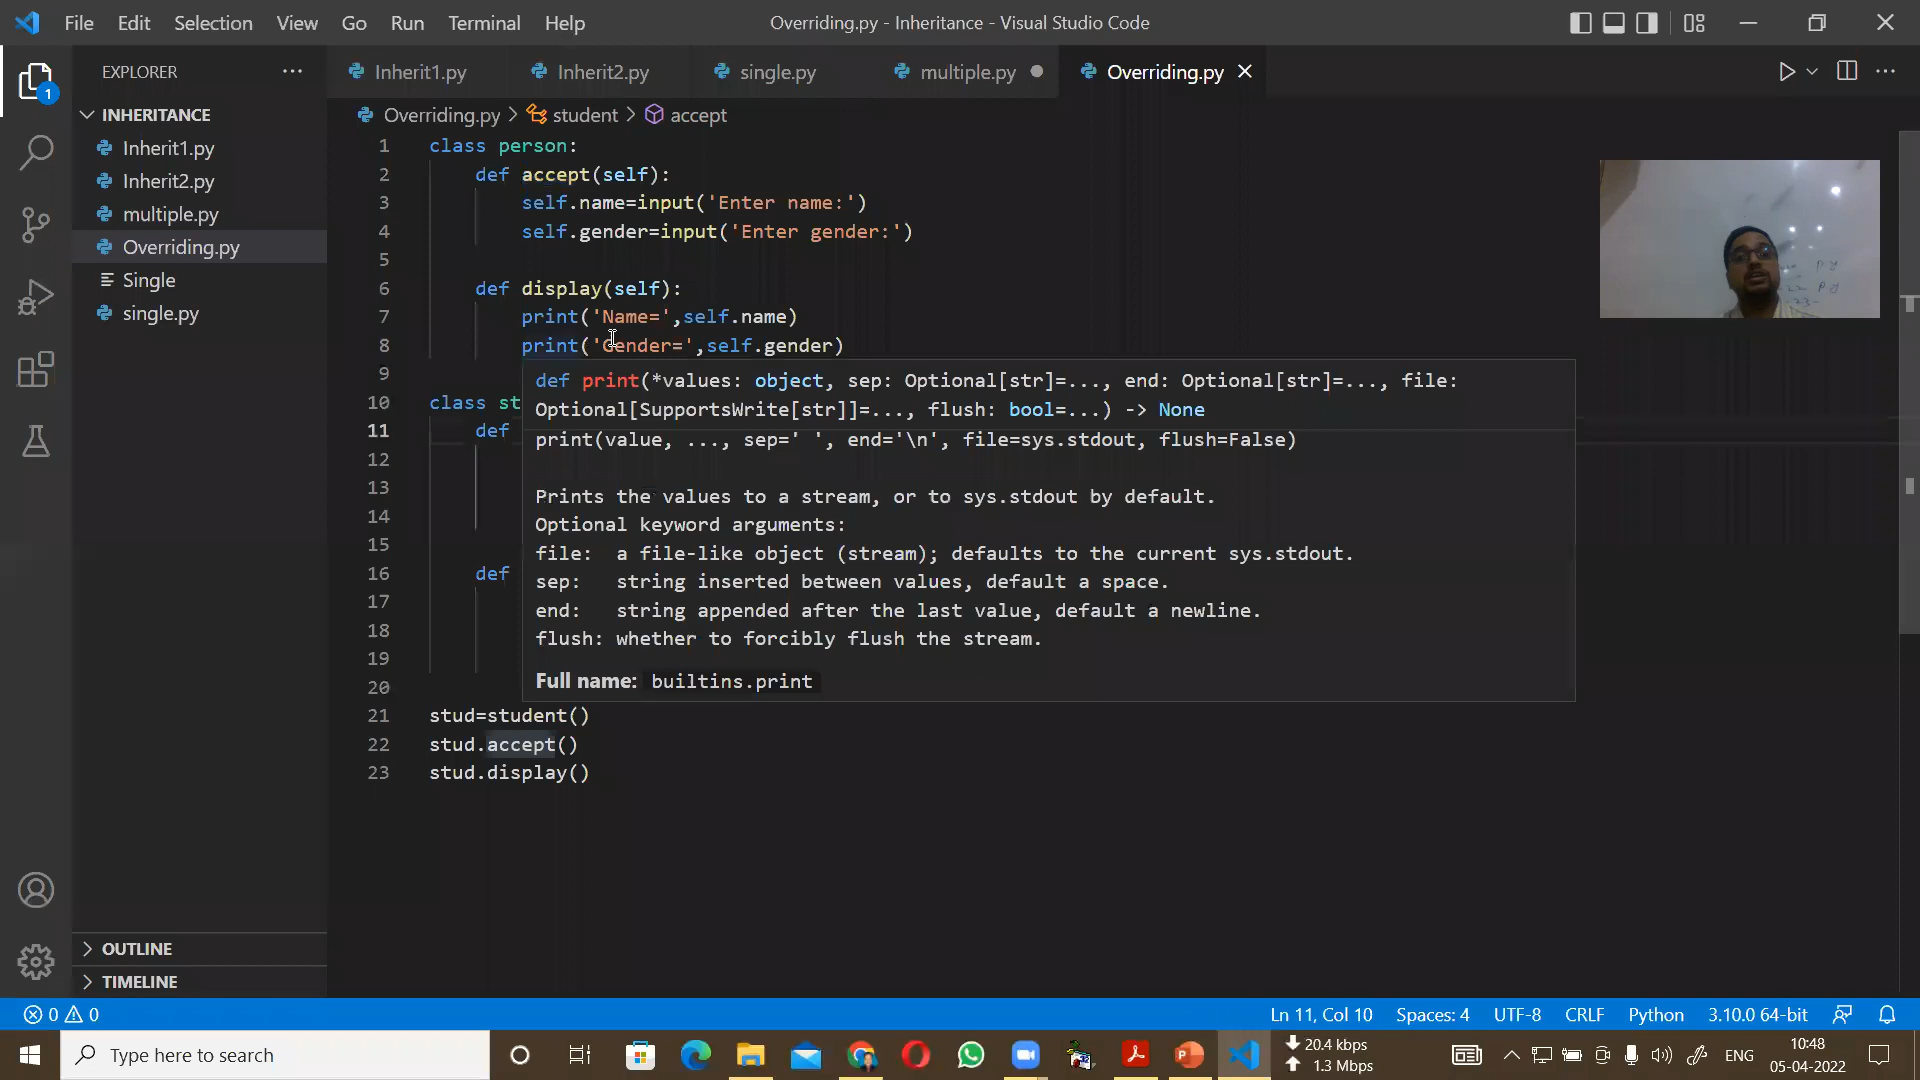 File Edit Selection View Go Run Terminal Help
Overriding.py - Inheritance - Visual Studio Code
EXPLORER
Inherit1.py Inherit2.py single.py multiple.py Overriding.py
INHERITANCE
Inherit1.py
Inherit2.py
multiple.py
Overriding.py
Single
single.py
OUTLINE
TIMELINE
Overriding.py > student > accept
1 class person:
2 def accept(self):
3 self.name=input('Enter name:')
4 self.gender=input('Enter gender:')
5
6 def display(self):
7 print('Name=',self.name)
8 print('Gender=',self.gender)
9
10 class st
11 def
12
13
14
15
16 def
17
18
19
20
21 stud=student()
22 stud.accept()
23 stud.display()
def print(*values: object, sep: Optional[str]=..., end: Optional[str]=..., file:
Optional[SupportsWrite[str]]=..., flush: bool=...) -> None
print(value, ..., sep=' ', end='\n', file=sys.stdout, flush=False)
Prints the values to a stream, or to sys.stdout by default.
Optional keyword arguments:
file: a file-like object (stream); defaults to the current sys.stdout.
sep: string inserted between values, default a space.
end: string appended after the last value, default a newline.
flush: whether to forcibly flush the stream.
Full name: builtins.print
1
0 0
Ln 11, Col 10 Spaces: 4 UTF-8 CRLF Python 3.10.0 64-bit
Type here to search
20.4 kbps
1.3 Mbps
ENG
10:48
05-04-2022